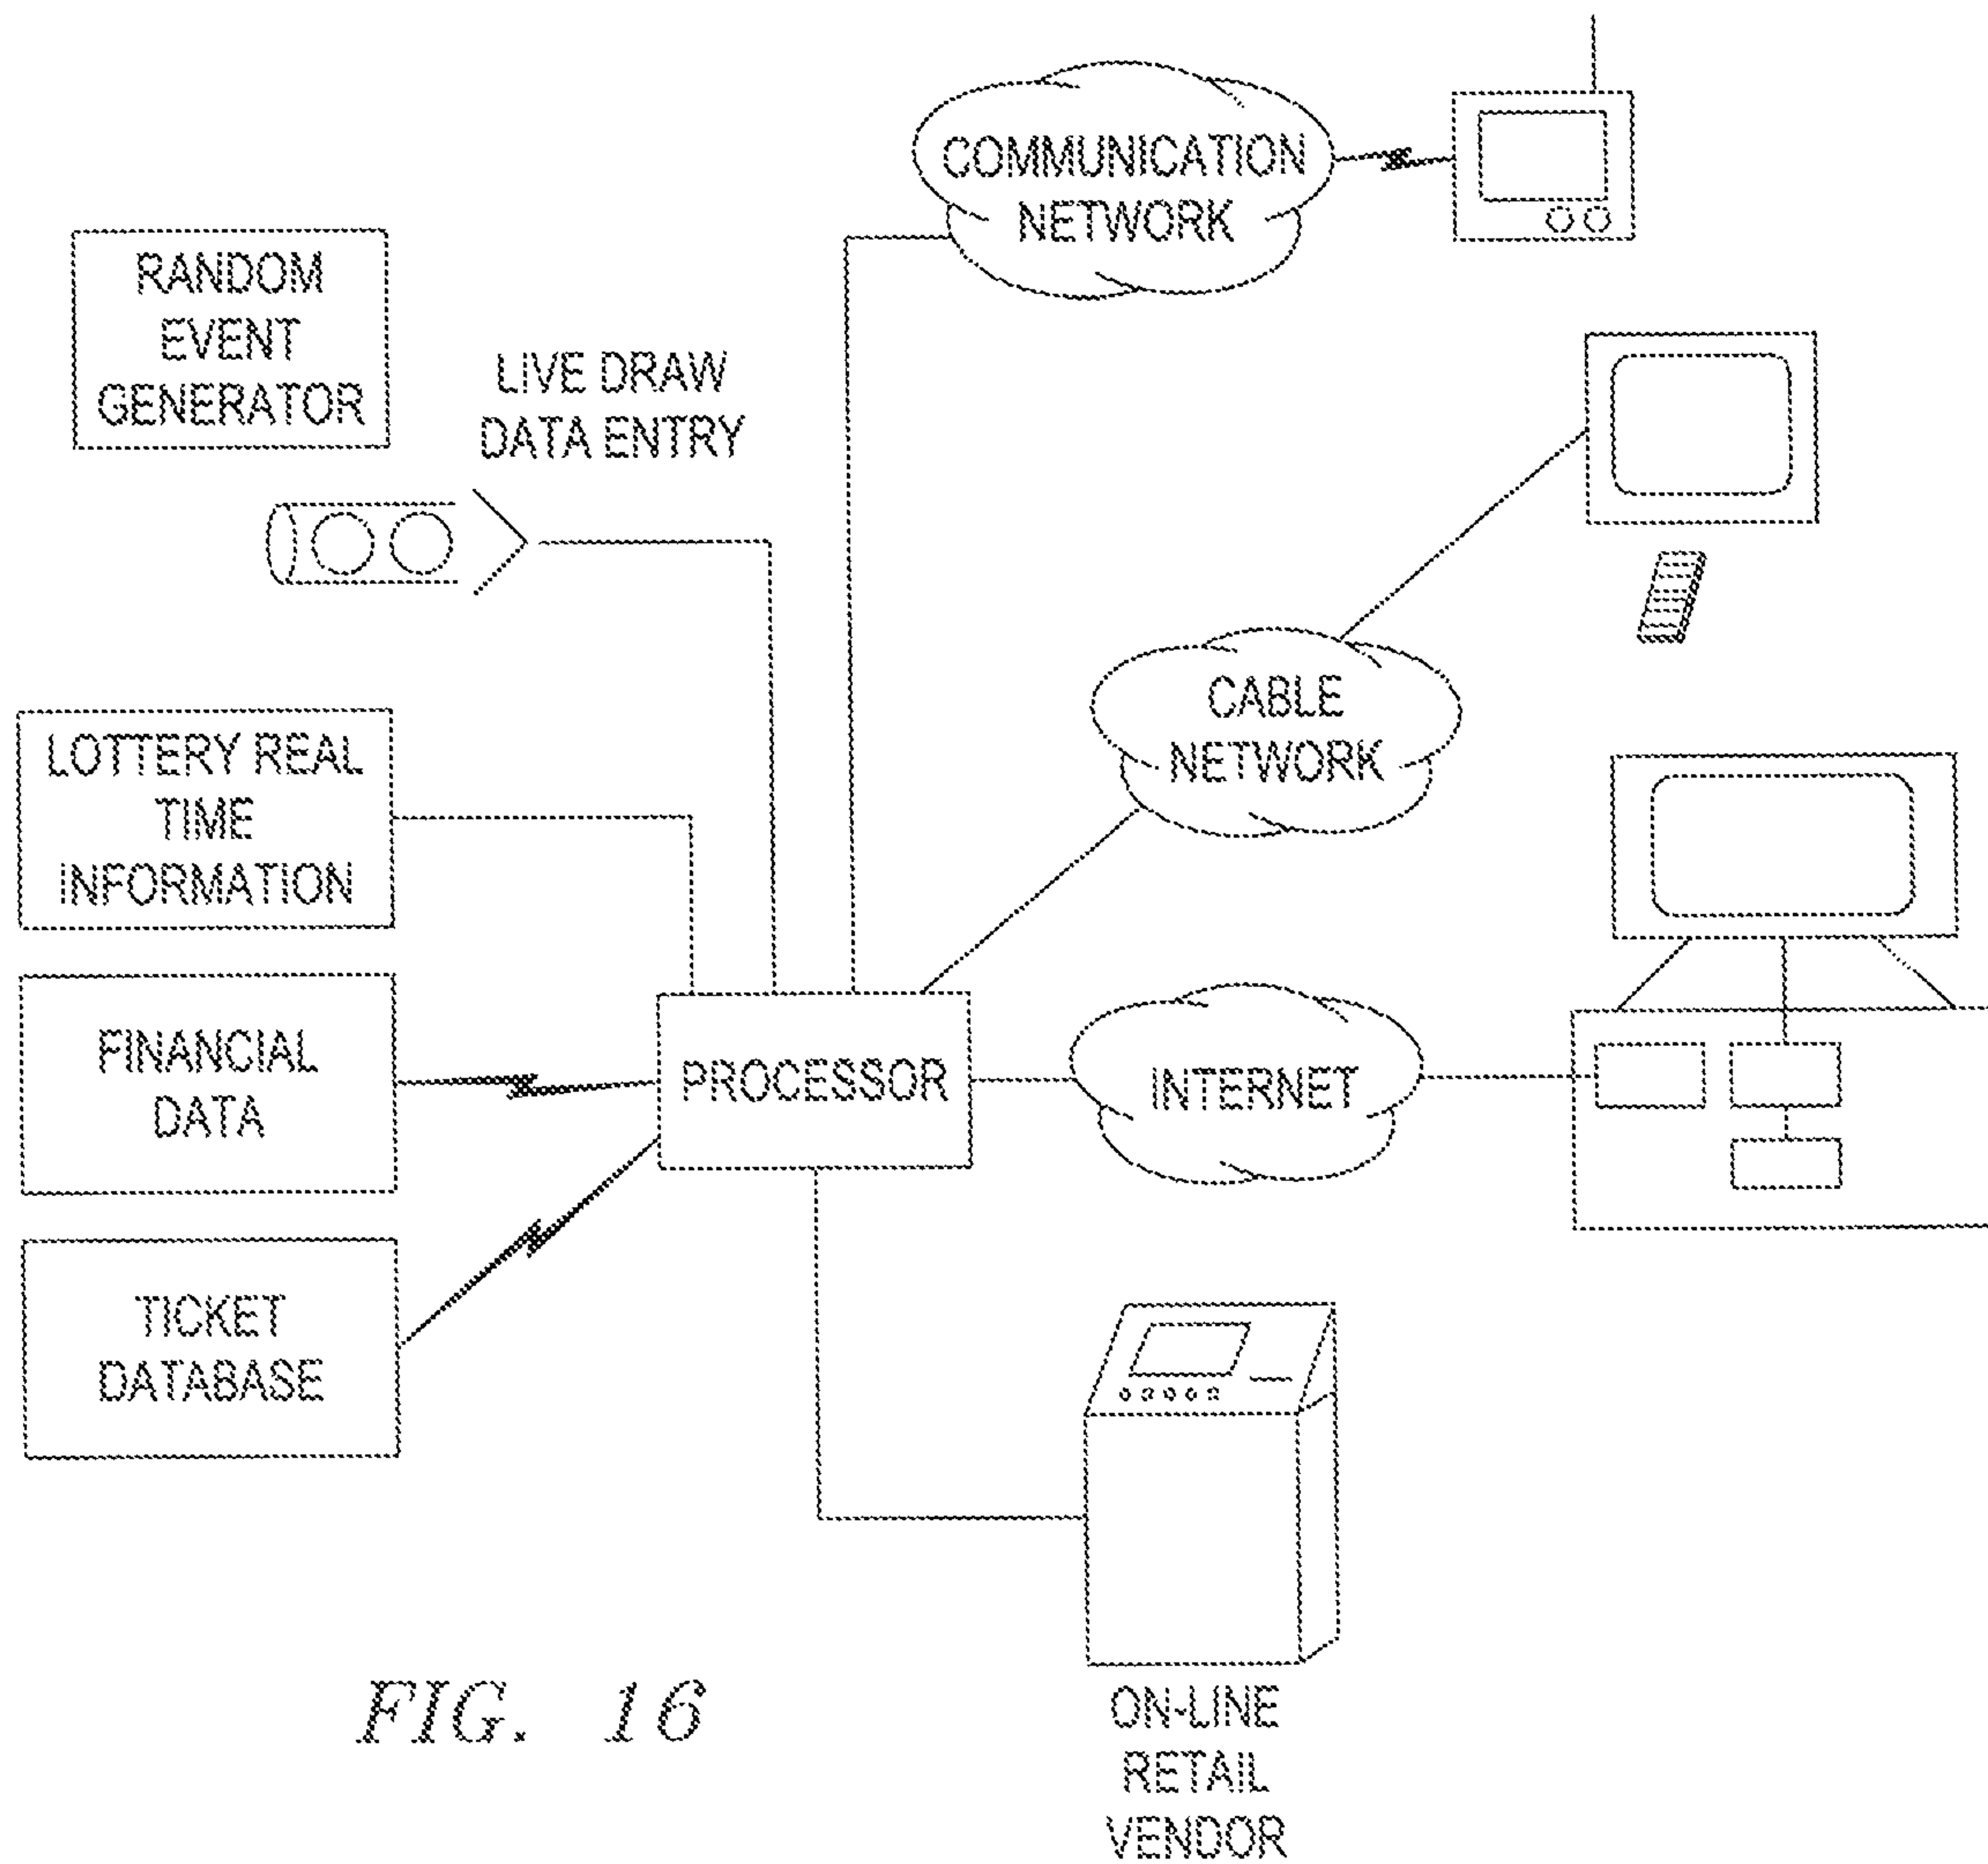 COMMUNICATION
NETWORK
RANDOM
EVENT
GENERATOR
LIVE DRAW
DATA ENTRY
CABLE
NETWORK
LOTTERY REAL
TIME
INFORMATION
FINANCIAL
DATA
PROCESSOR
INTERNET
TICKET
DATABASE
FIG. 16
ON-LINE
RETAIL
VENDOR